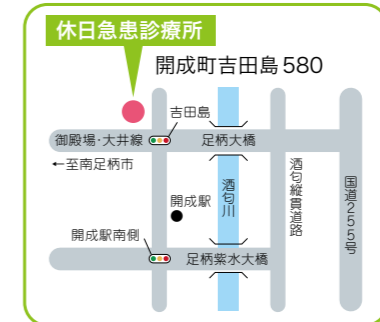 休日急患診療所
開成町吉田島580
吉田島
御殿場・大井線
足柄大橋
←至南足柄市
開成駅
酒匂川
酒匂縦貫道路
国道255号
開成駅南側
足柄紫水大橋